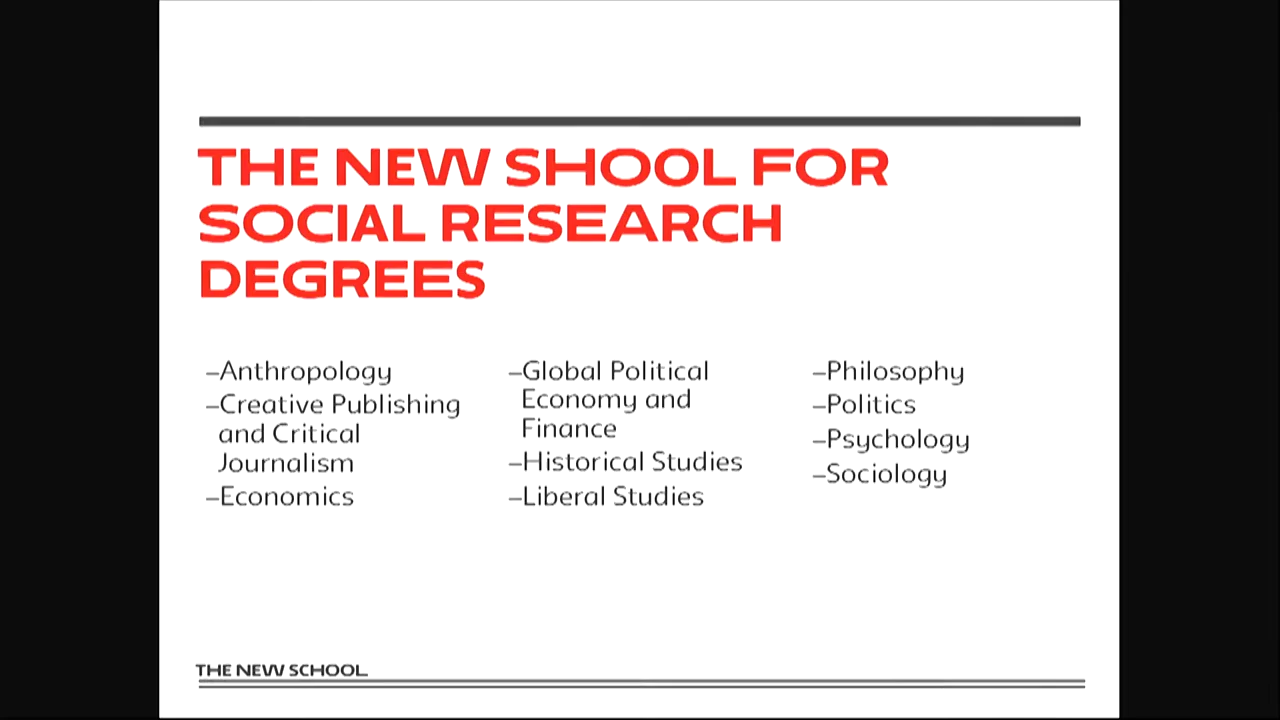 THE NEW SHOOL FOR
SOCIAL RESEARCH
DEGREES
–Anthropology
–Creative Publishing
and Critical
Journalism
–Economics
–Global Political
Economy and
Finance
–Historical Studies
–Liberal Studies
–Philosophy
–Politics
–Psychology
–Sociology
THE NEW SCHOOL